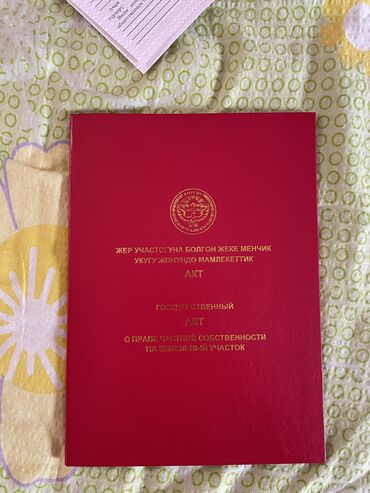 ЖЕР УЧАСТОГУНА БОЛГОН ЖЕКЕ МЕНЧИК
УКУГУ ЖӨНҮНДӨ МАМЛЕКЕТТИК
АКТ
ГОСУДАРСТВЕННЫЙ
АКТ
О ПРАВЕ ЧАСТНОЙ СОБСТВЕННОСТИ
НА ЗЕМЕЛЬНЫЙ УЧАСТОК